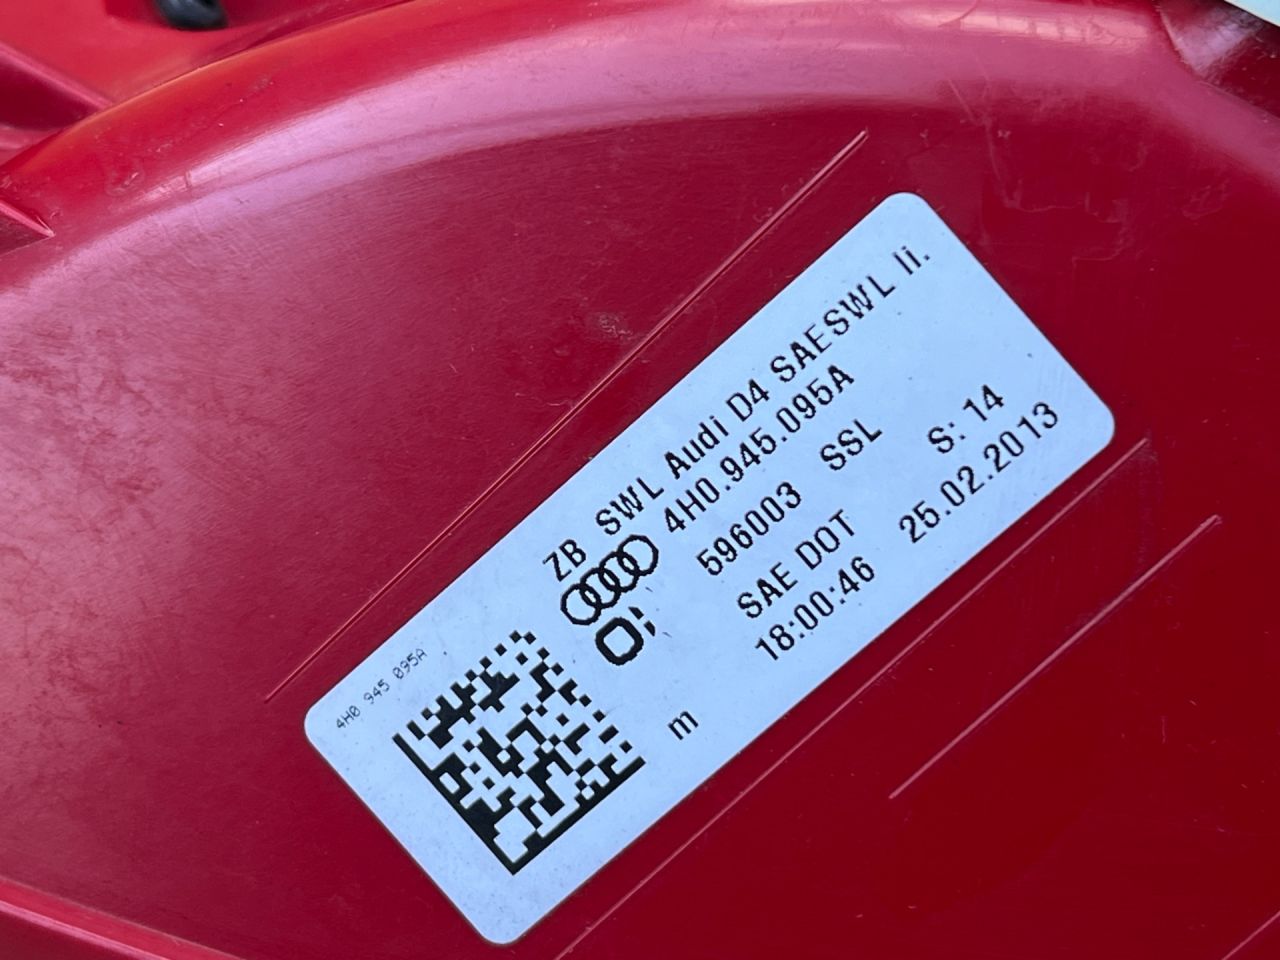 ZB SWL Audi D4 SAESWL li.
4H0.945.095A
596003 SSL
SAE DOT S: 14
18:00:46 25.02.2013
4H0 945 095A
m